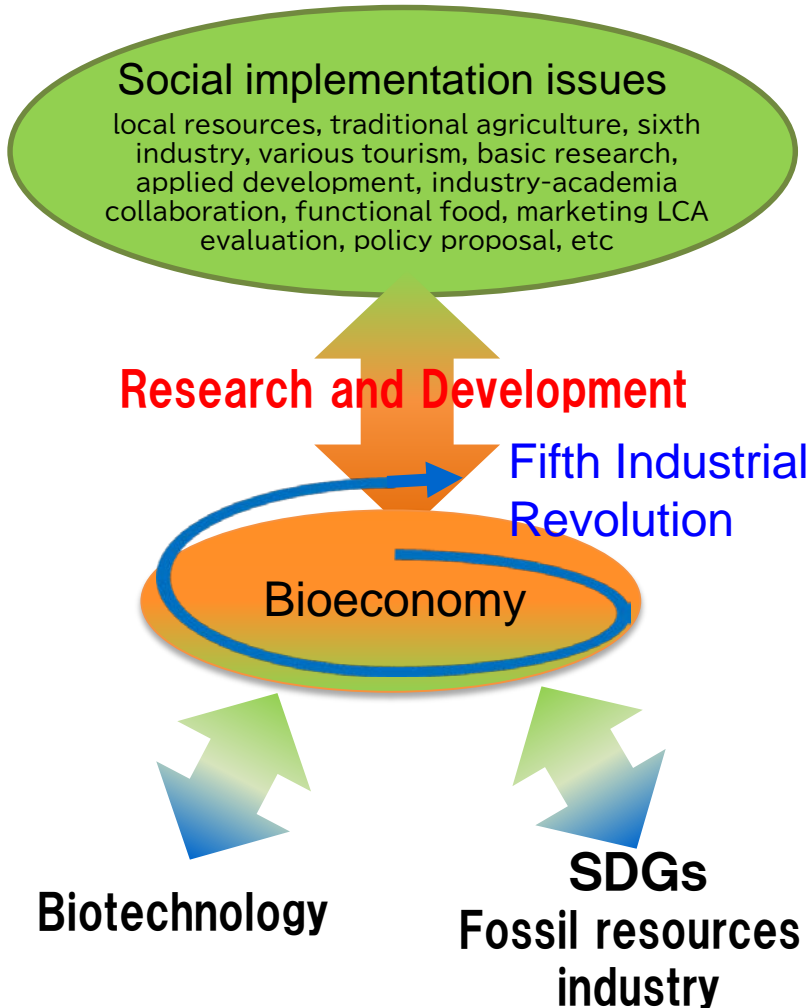 Social implementation issues
local resources, traditional agriculture, sixth
industry, various tourism, basic research,
applied development, industry-academia
collaboration, functional food, marketing LCA
evaluation, policy proposal, etc
Research and Development
Fifth Industrial
Revolution
Bioeconomy
Biotechnology
SDGs
Fossil resources
industry